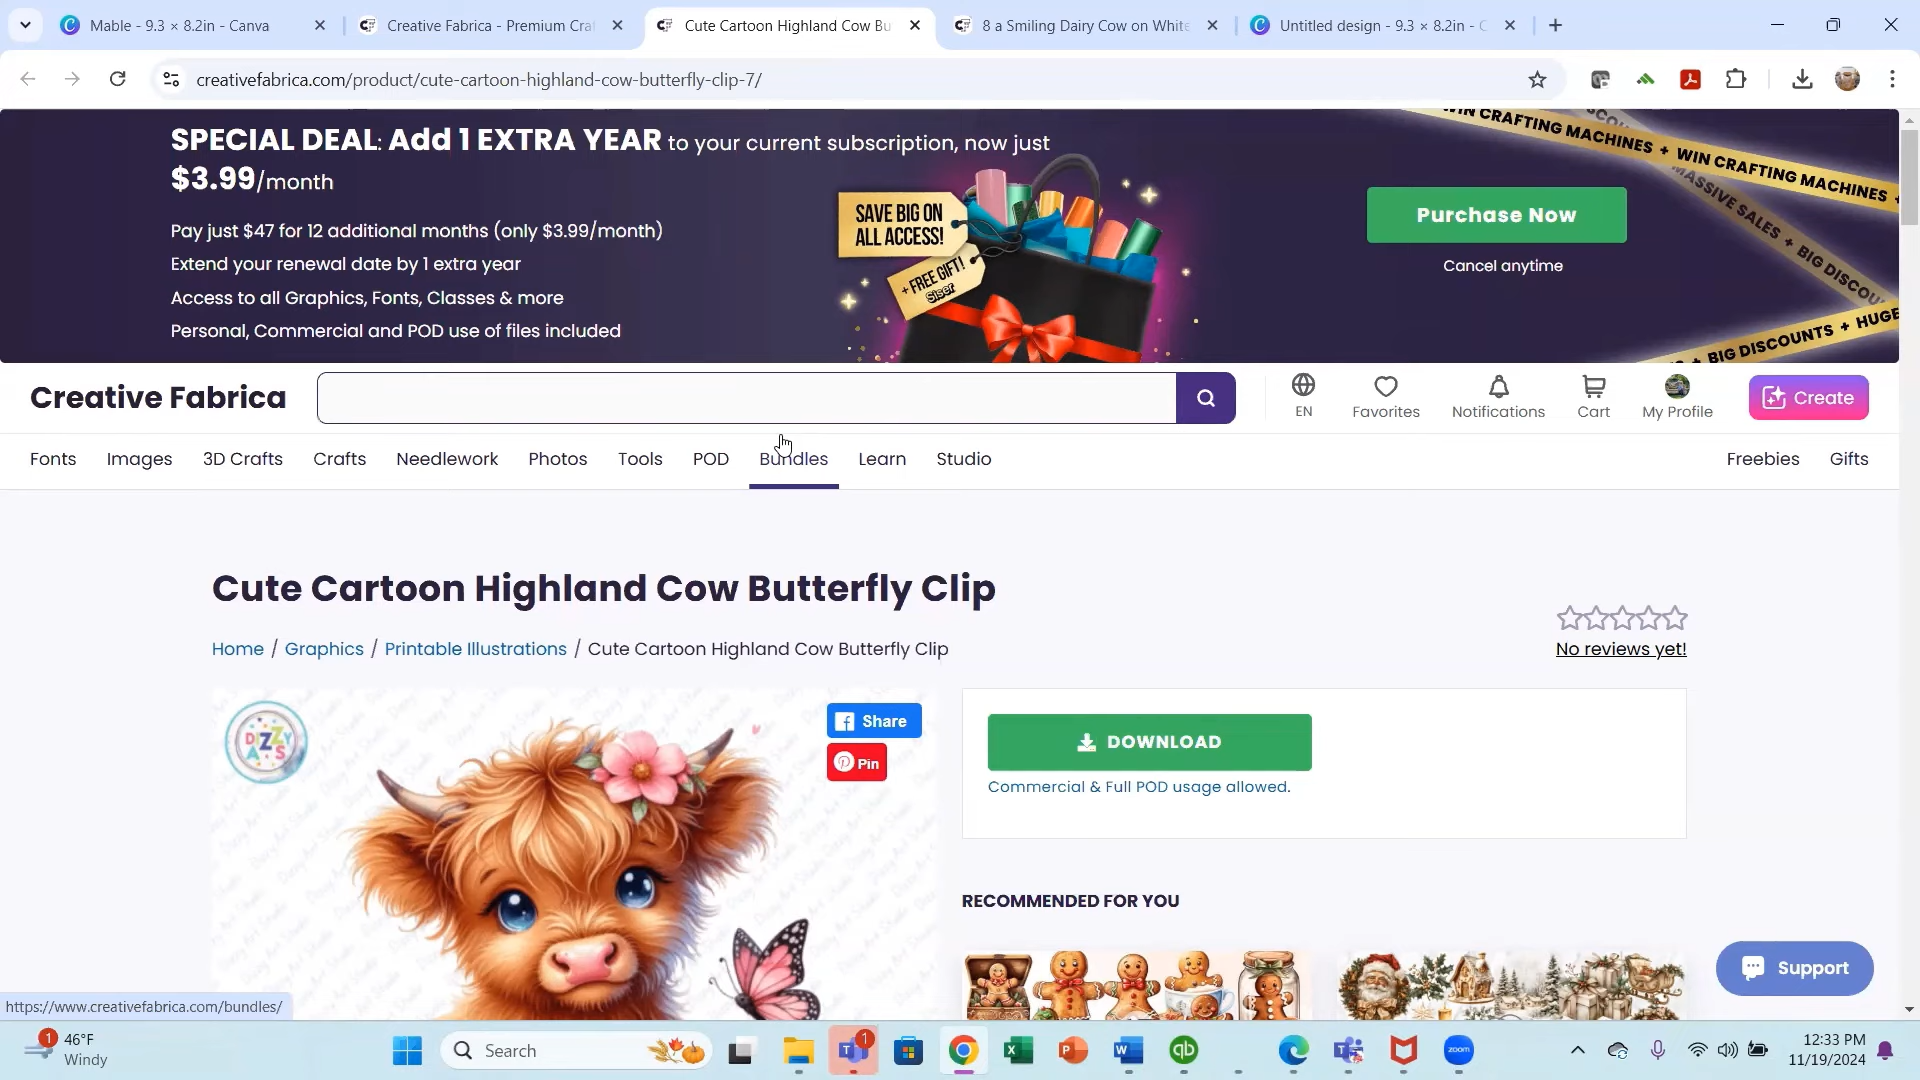 Mable - 9.3 × 8.2in - Canva
Creative Fabrica - Premium Cra
Cute Cartoon Highland Cow Bu
8 a Smiling Dairy Cow on White
Untitled design - 9.3 × 8.2in - C
creativefabrica.com/product/cute-cartoon-highland-cow-butterfly-clip-7/
SPECIAL DEAL: Add 1 EXTRA YEAR to your current subscription, now just
$3.99/month
Pay just $47 for 12 additional months (only $3.99/month)
Extend your renewal date by 1 extra year
Access to all Graphics, Fonts, Classes & more
Personal, Commercial and POD use of files included
SAVE BIG ON
ALL ACCESS!
+ FREE GIFT!
Siser
Purchase Now
Cancel anytime
WIN CRAFTING MACHINES + WIN CRAFTING MACHINES +
MASSIVE SALES + BIG DISCOU
+ BIG DISCOUNTS + HUGE
Creative Fabrica
EN
Favorites
Notifications
Cart
My Profile
Create
Fonts
Images
3D Crafts
Crafts
Needlework
Photos
Tools
POD
Bundles
Learn
Studio
Freebies
Gifts
Cute Cartoon Highland Cow Butterfly Clip
Home / Graphics / Printable Illustrations / Cute Cartoon Highland Cow Butterfly Clip
No reviews yet!
Share
Pin
DOWNLOAD
Commercial & Full POD usage allowed.
RECOMMENDED FOR YOU
Support
https://www.creativefabrica.com/bundles/
1
46°F
Windy
Search
1
zoom
12:33 PM
11/19/2024